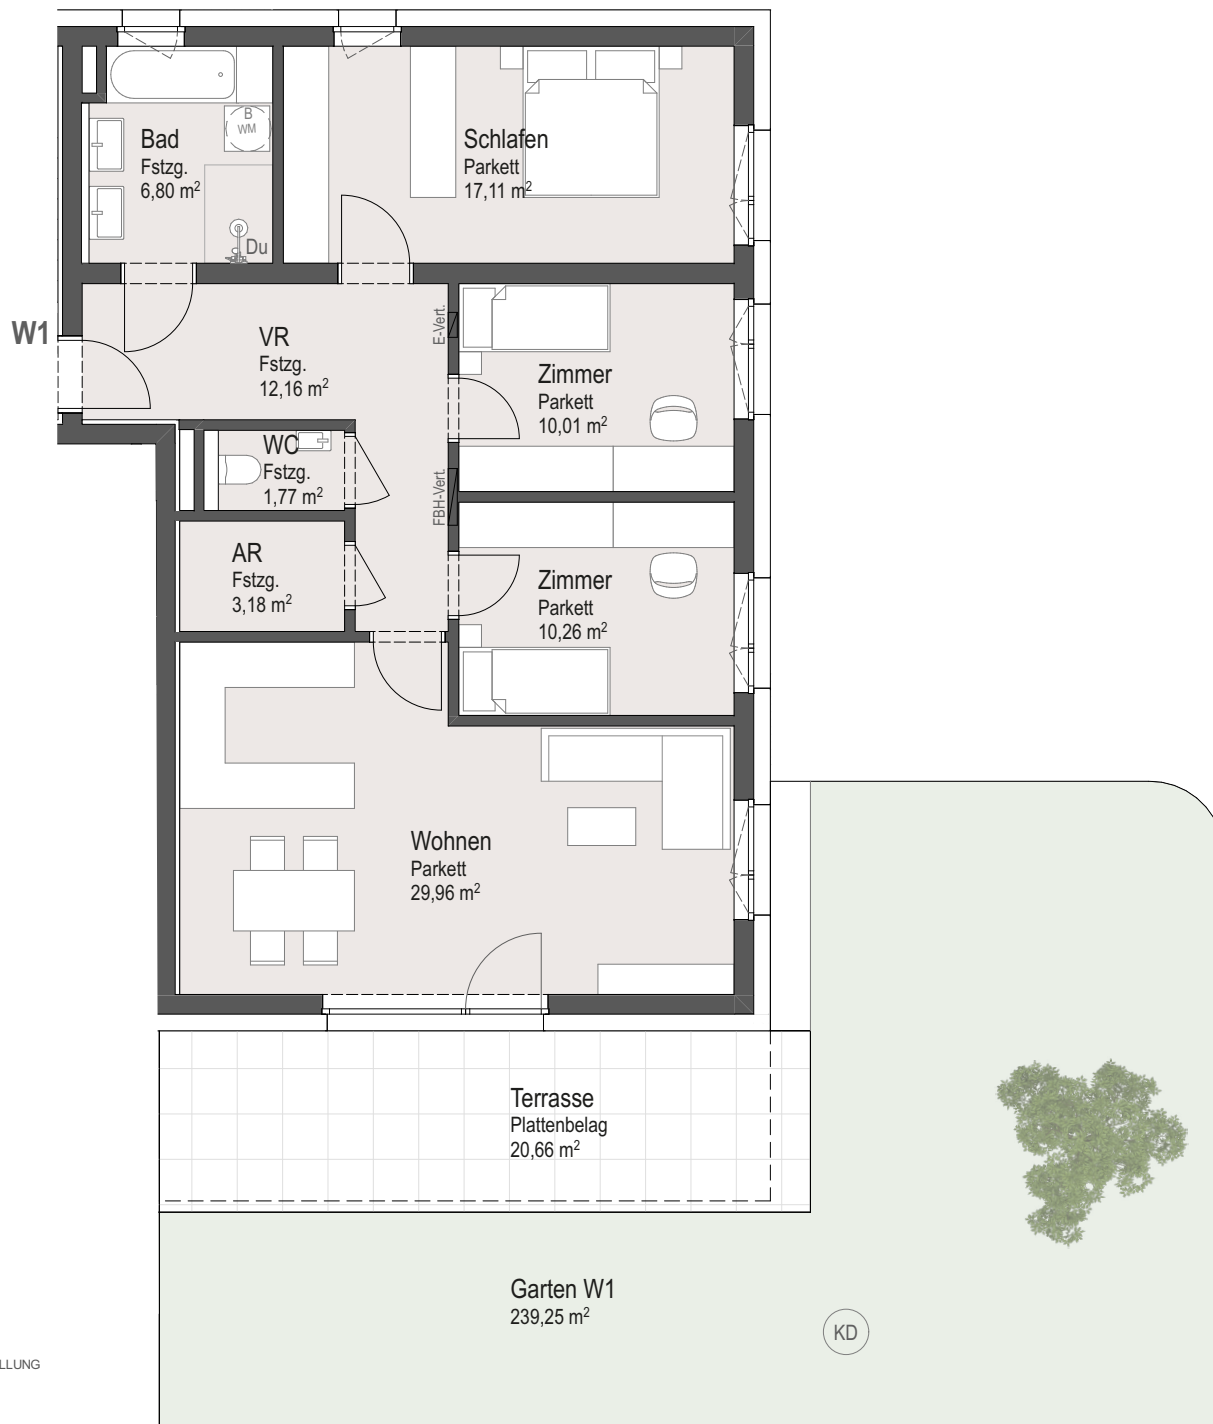 Bad
Fstzg.
6,80 m²
B
WM
Du
Schlafen
Parkett
17,11 m²
W1
VR
Fstzg.
12,16 m²
E-Vert.
Zimmer
Parkett
10,01 m²
WC
Fstzg.
1,77 m²
FBH-Vert.
AR
Fstzg.
3,18 m²
Zimmer
Parkett
10,26 m²
Wohnen
Parkett
29,96 m²
Terrasse
Plattenbelag
20,66 m²
Garten W1
239,25 m²
KD
LLUNG